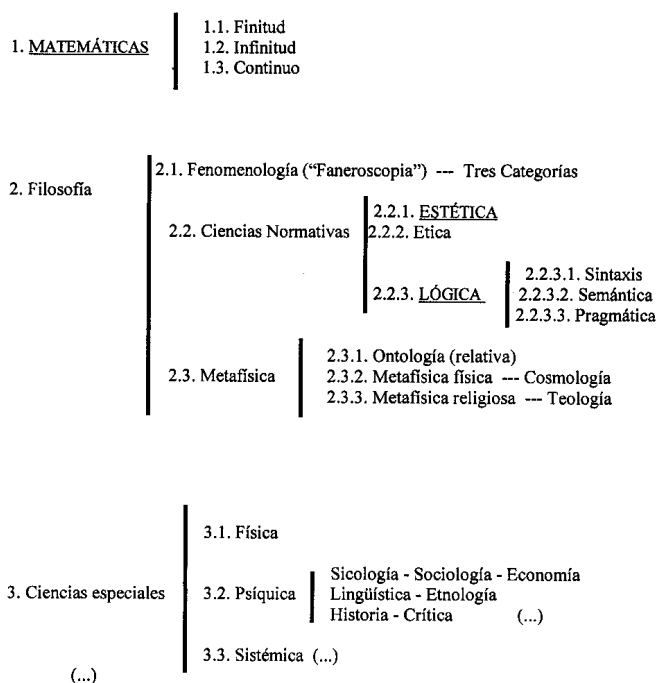 1. MATEMÁTICAS
1.1. Finitud
1.2. Infinitud
1.3. Continuo
2. Filosofía
2.1. Fenomenología (“Faneroscopia”) --- Tres Categorías
2.2. Ciencias Normativas
2.2.1. ESTÉTICA
2.2.2. Etica
2.2.3. LÓGICA
2.2.3.1. Sintaxis
2.2.3.2. Semántica
2.2.3.3. Pragmática
2.3. Metafísica
2.3.1. Ontología (relativa)
2.3.2. Metafísica física --- Cosmología
2.3.3. Metafísica religiosa --- Teología
3. Ciencias especiales
3.1. Física
3.2. Psíquica
Sicología - Sociología - Economía
Lingüística - Etnología
Historia - Crítica (...)
3.3. Sistémica (...)
(...)